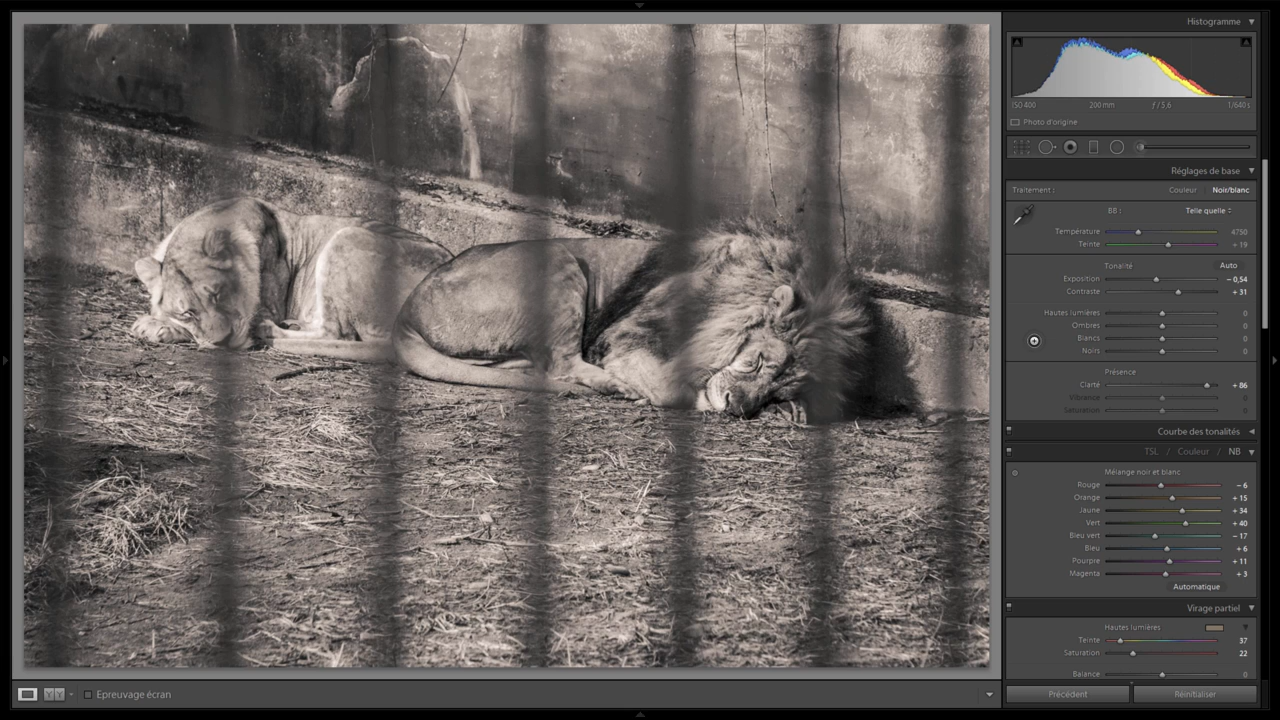 Histogramme
ISO 400 200 mm ƒ / 5,6 1/640 s
Photo d'origine
Réglages de base
Traitement : Couleur Noir/blanc
BB : Telle quelle
Température 4750
Teinte + 19
Tonalité Auto
Exposition – 0,54
Contraste + 31
Hautes lumières 0
Ombres 0
Blancs 0
Noirs 0
Présence
Clarté + 86
Vibrance 0
Saturation 0
Courbe des tonalités
TSL / Couleur / NB
Mélange noir et blanc
Rouge – 6
Orange + 15
Jaune + 34
Vert + 40
Bleu vert – 17
Bleu + 6
Pourpre + 11
Magenta + 3
Automatique
Virage partiel
Hautes lumières
Teinte 37
Saturation 22
Balance 0
Y Y Epreuvage écran
Précédent Réinitialiser